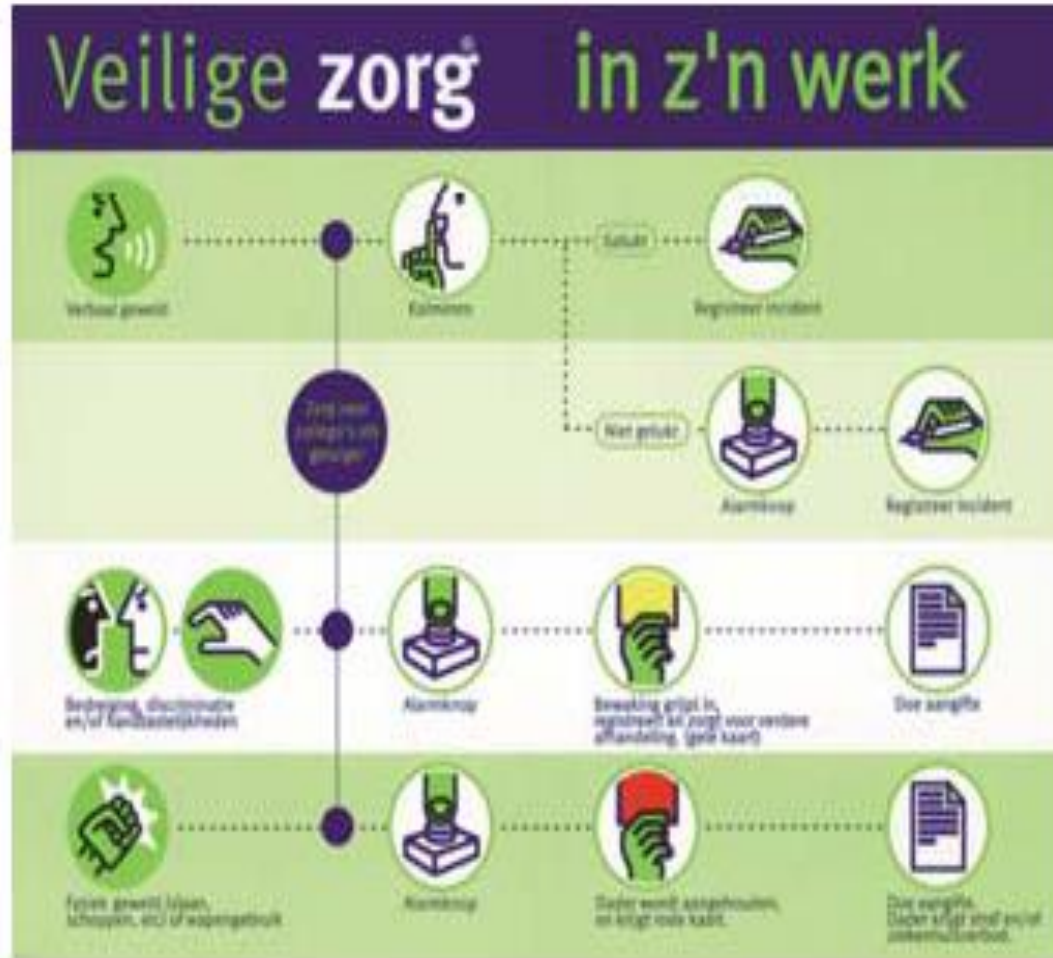 Veilige zorg® in z'n werk
Verbaal geweld
Kalmeren
Gelukt
Registreer incident
Zorg voor
collega's als
getuige!
Niet gelukt
Alarmknop
Registreer incident
Bedreiging, discriminatie
en/of handtastelijkheden
Alarmknop
Bewaking grijpt in,
registreert en zorgt voor verdere
afhandeling. (gele kaart)
Doe aangifte
Fysiek geweld (slaan,
schoppen, etc) of wapengebruik
Alarmknop
Dader wordt aangehouden,
en krijgt rode kaart.
Doe aangifte.
Dader krijgt straf en/of
ziekenhuisverbod.